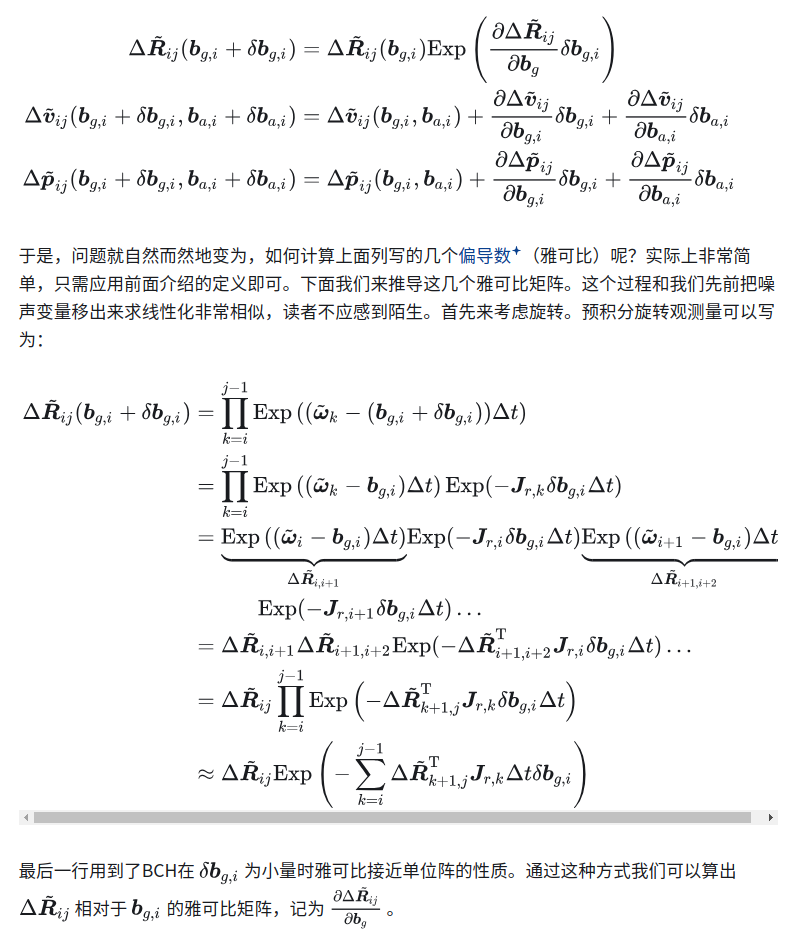 $\Delta\tilde{\boldsymbol{R}}_{ij}(\boldsymbol{b}_{g,i}+\delta\boldsymbol{b}_{g,i})=\Delta\tilde{\boldsymbol{R}}_{ij}(\boldsymbol{b}_{g,i})\mathrm{Exp}\left(\frac{\partial\Delta\tilde{\boldsymbol{R}}_{ij}}{\partial\boldsymbol{b}_g}\delta\boldsymbol{b}_{g,i}\right)$
$\Delta\tilde{\boldsymbol{v}}_{ij}(\boldsymbol{b}_{g,i}+\delta\boldsymbol{b}_{g,i},\boldsymbol{b}_{a,i}+\delta\boldsymbol{b}_{a,i})=\Delta\tilde{\boldsymbol{v}}_{ij}(\boldsymbol{b}_{g,i},\boldsymbol{b}_{a,i})+\frac{\partial\Delta\tilde{\boldsymbol{v}}_{ij}}{\partial\boldsymbol{b}_{g,i}}\delta\boldsymbol{b}_{g,i}+\frac{\partial\Delta\tilde{\boldsymbol{v}}_{ij}}{\partial\boldsymbol{b}_{a,i}}\delta\boldsymbol{b}_{a,i}$
$\Delta\tilde{\boldsymbol{p}}_{ij}(\boldsymbol{b}_{g,i}+\delta\boldsymbol{b}_{g,i},\boldsymbol{b}_{a,i}+\delta\boldsymbol{b}_{a,i})=\Delta\tilde{\boldsymbol{p}}_{ij}(\boldsymbol{b}_{g,i},\boldsymbol{b}_{a,i})+\frac{\partial\Delta\tilde{\boldsymbol{p}}_{ij}}{\partial\boldsymbol{b}_{g,i}}\delta\boldsymbol{b}_{g,i}+\frac{\partial\Delta\tilde{\boldsymbol{p}}_{ij}}{\partial\boldsymbol{b}_{a,i}}\delta\boldsymbol{b}_{a,i}$
于是，问题就自然而然地变为，如何计算上面列写的几个偏导数（雅可比）呢？实际上非常简
单，只需应用前面介绍的定义即可。下面我们来推导这几个雅可比矩阵。这个过程和我们先前把噪
声变量移出来求线性化非常相似，读者不应感到陌生。首先来考虑旋转。预积分旋转观测量可以写
为：
$\Delta\tilde{\boldsymbol{R}}_{ij}(\boldsymbol{b}_{g,i}+\delta\boldsymbol{b}_{g,i})=\prod_{k=i}^{j-1}\mathrm{Exp}\left((\tilde{\boldsymbol{\omega}}_k-(\boldsymbol{b}_{g,i}+\delta\boldsymbol{b}_{g,i}))\Delta t\right)$
$=\prod_{k=i}^{j-1}\mathrm{Exp}\left((\tilde{\boldsymbol{\omega}}_k-\boldsymbol{b}_{g,i})\Delta t\right)\mathrm{Exp}(-\boldsymbol{J}_{r,k}\delta\boldsymbol{b}_{g,i}\Delta t)$
$=\underbrace{\mathrm{Exp}\left((\tilde{\boldsymbol{\omega}}_i-\boldsymbol{b}_{g,i})\Delta t\right)}_{\Delta\tilde{\boldsymbol{R}}_{i,i+1}}\mathrm{Exp}(-\boldsymbol{J}_{r,i}\delta\boldsymbol{b}_{g,i}\Delta t)\underbrace{\mathrm{Exp}\left((\tilde{\boldsymbol{\omega}}_{i+1}-\boldsymbol{b}_{g,i})\Delta t\right.}_{\Delta\tilde{\boldsymbol{R}}_{i+1,i+2}}$
$\mathrm{Exp}(-\boldsymbol{J}_{r,i+1}\delta\boldsymbol{b}_{g,i}\Delta t)\ldots$
$=\Delta\tilde{\boldsymbol{R}}_{i,i+1}\Delta\tilde{\boldsymbol{R}}_{i+1,i+2}\mathrm{Exp}(-\Delta\tilde{\boldsymbol{R}}_{i+1,i+2}^{\mathrm{T}}\boldsymbol{J}_{r,i}\delta\boldsymbol{b}_{g,i}\Delta t)\ldots$
$=\Delta\tilde{\boldsymbol{R}}_{ij}\prod_{k=i}^{j-1}\mathrm{Exp}\left(-\Delta\tilde{\boldsymbol{R}}_{k+1,j}^{\mathrm{T}}\boldsymbol{J}_{r,k}\delta\boldsymbol{b}_{g,i}\Delta t\right)$
$\approx\Delta\tilde{\boldsymbol{R}}_{ij}\mathrm{Exp}\left(-\sum_{k=i}^{j-1}\Delta\tilde{\boldsymbol{R}}_{k+1,j}^{\mathrm{T}}\boldsymbol{J}_{r,k}\Delta t\delta\boldsymbol{b}_{g,i}\right)$
最后一行用到了BCH在 $\delta\boldsymbol{b}_{g,i}$ 为小量时雅可比接近单位阵的性质。通过这种方式我们可以算出
$\Delta\tilde{\boldsymbol{R}}_{ij}$ 相对于 $\boldsymbol{b}_{g,i}$ 的雅可比矩阵，记为 $\frac{\partial\Delta\tilde{\boldsymbol{R}}_{ij}}{\partial\boldsymbol{b}_g}$ 。